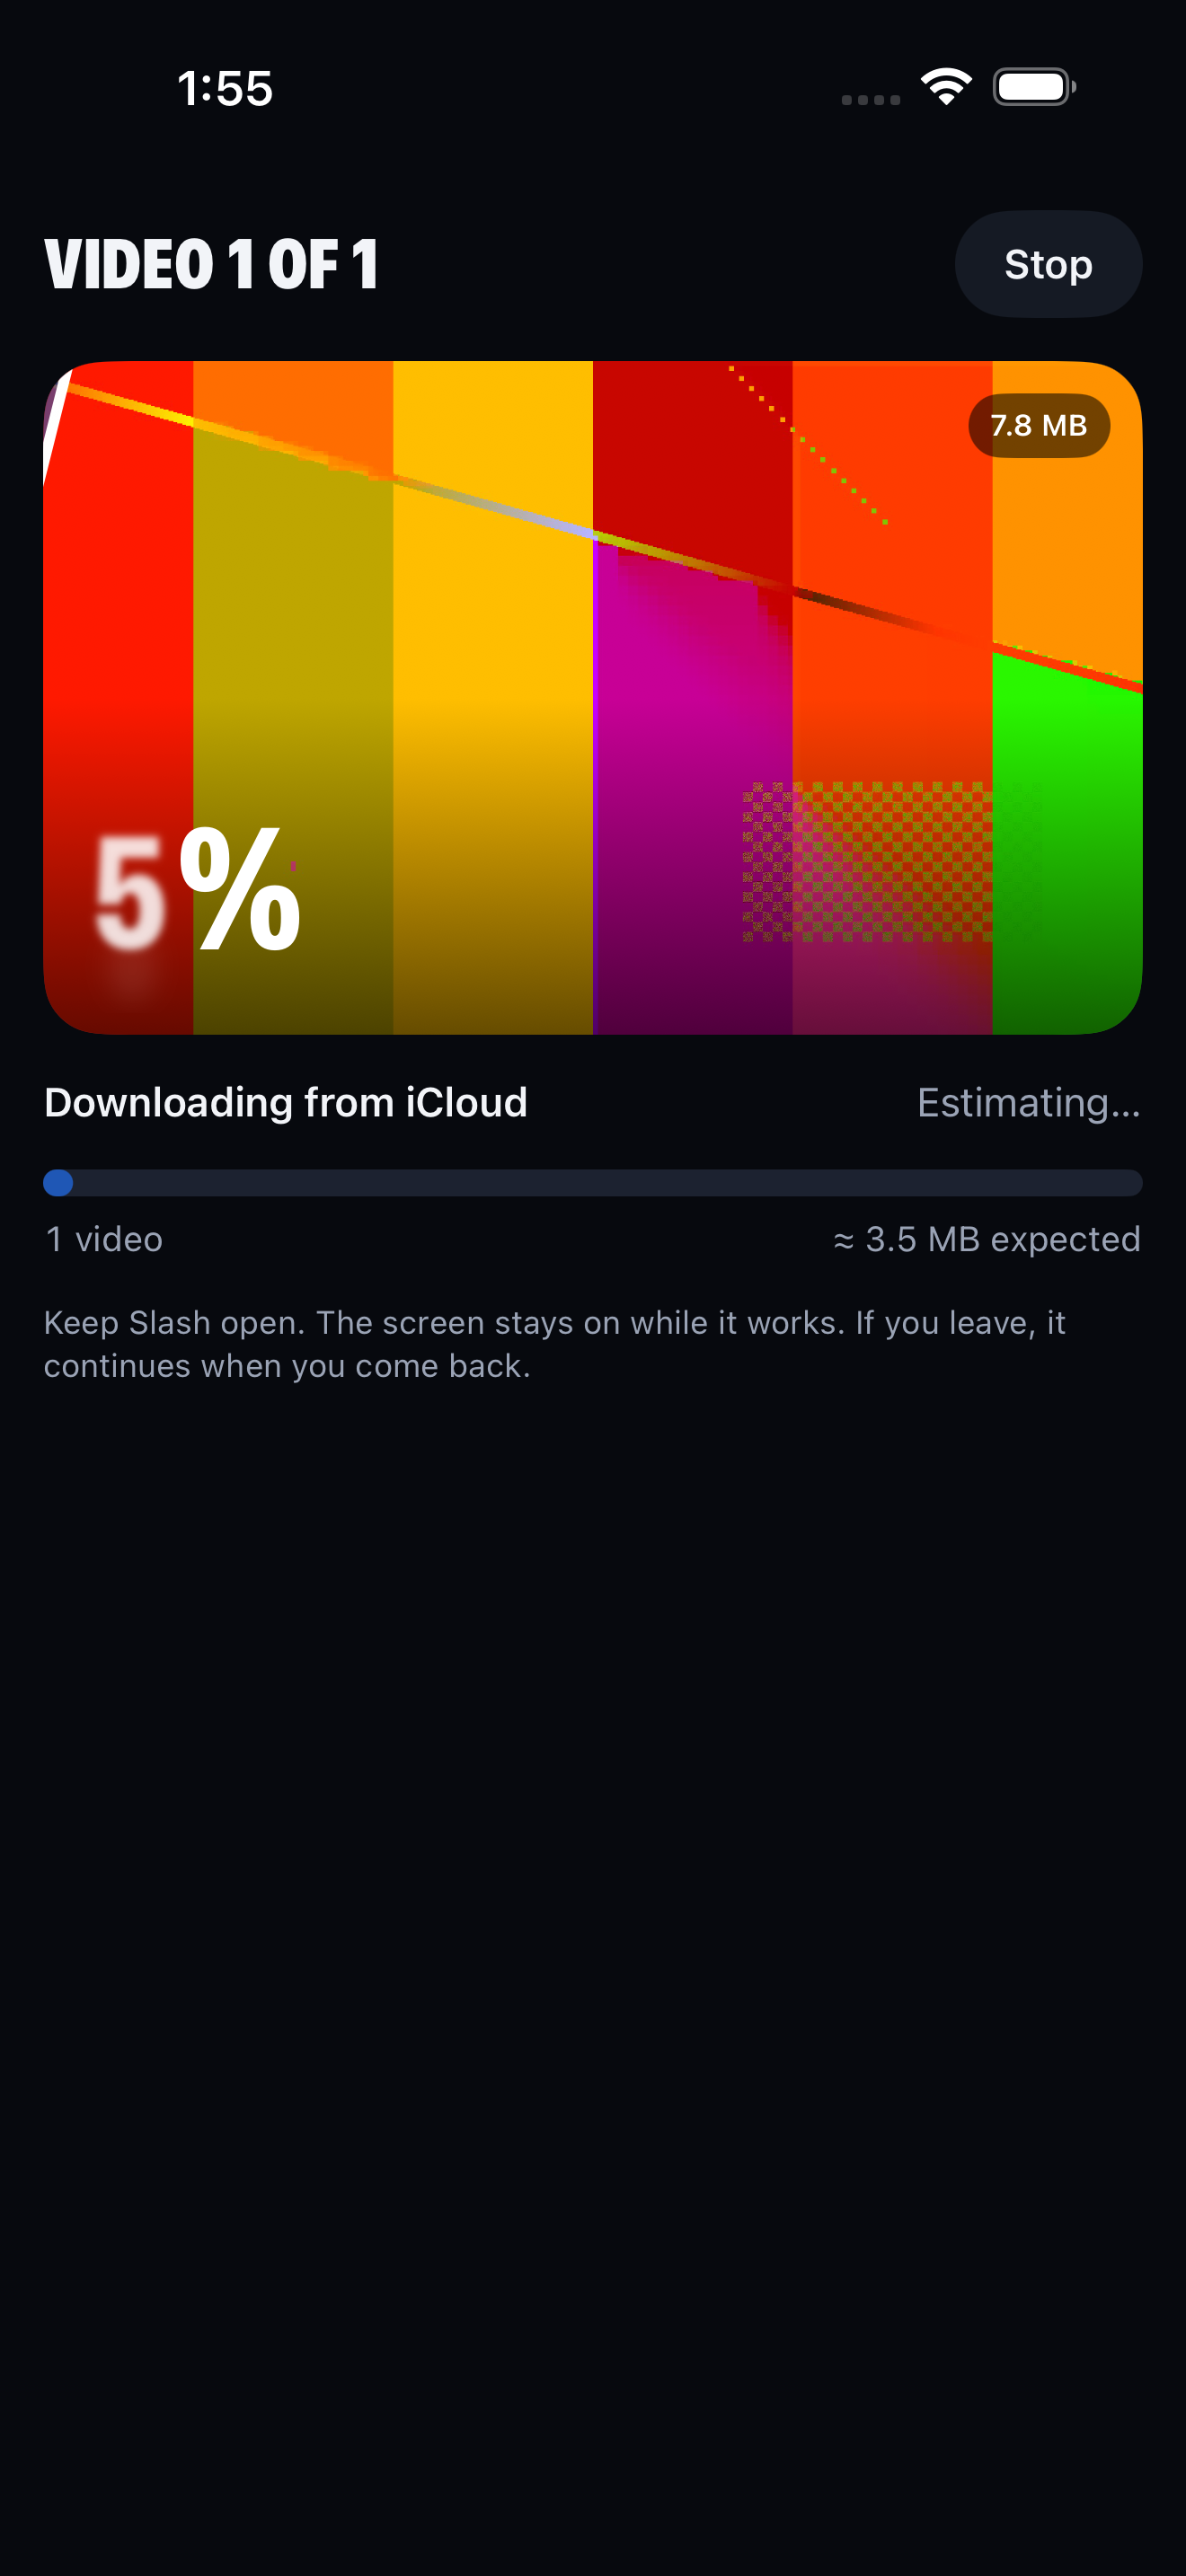 1:55
VIDEO 1 OF 1
Stop
7.8 MB
5%
Downloading from iCloud
Estimating...
1 video
≈ 3.5 MB expected
Keep Slash open. The screen stays on while it works. If you leave, it
continues when you come back.